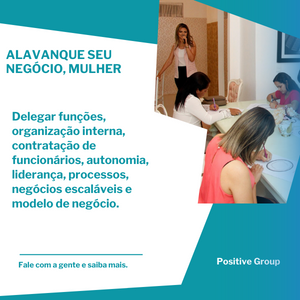 ALAVANQUE SEU
NEGÓCIO, MULHER
Delegar funções,
organização interna,
contratação de
funcionários, autonomia,
liderança, processos,
negócios escaláveis e
modelo de negócio.
Fale com a gente e saiba mais.
Positive Group